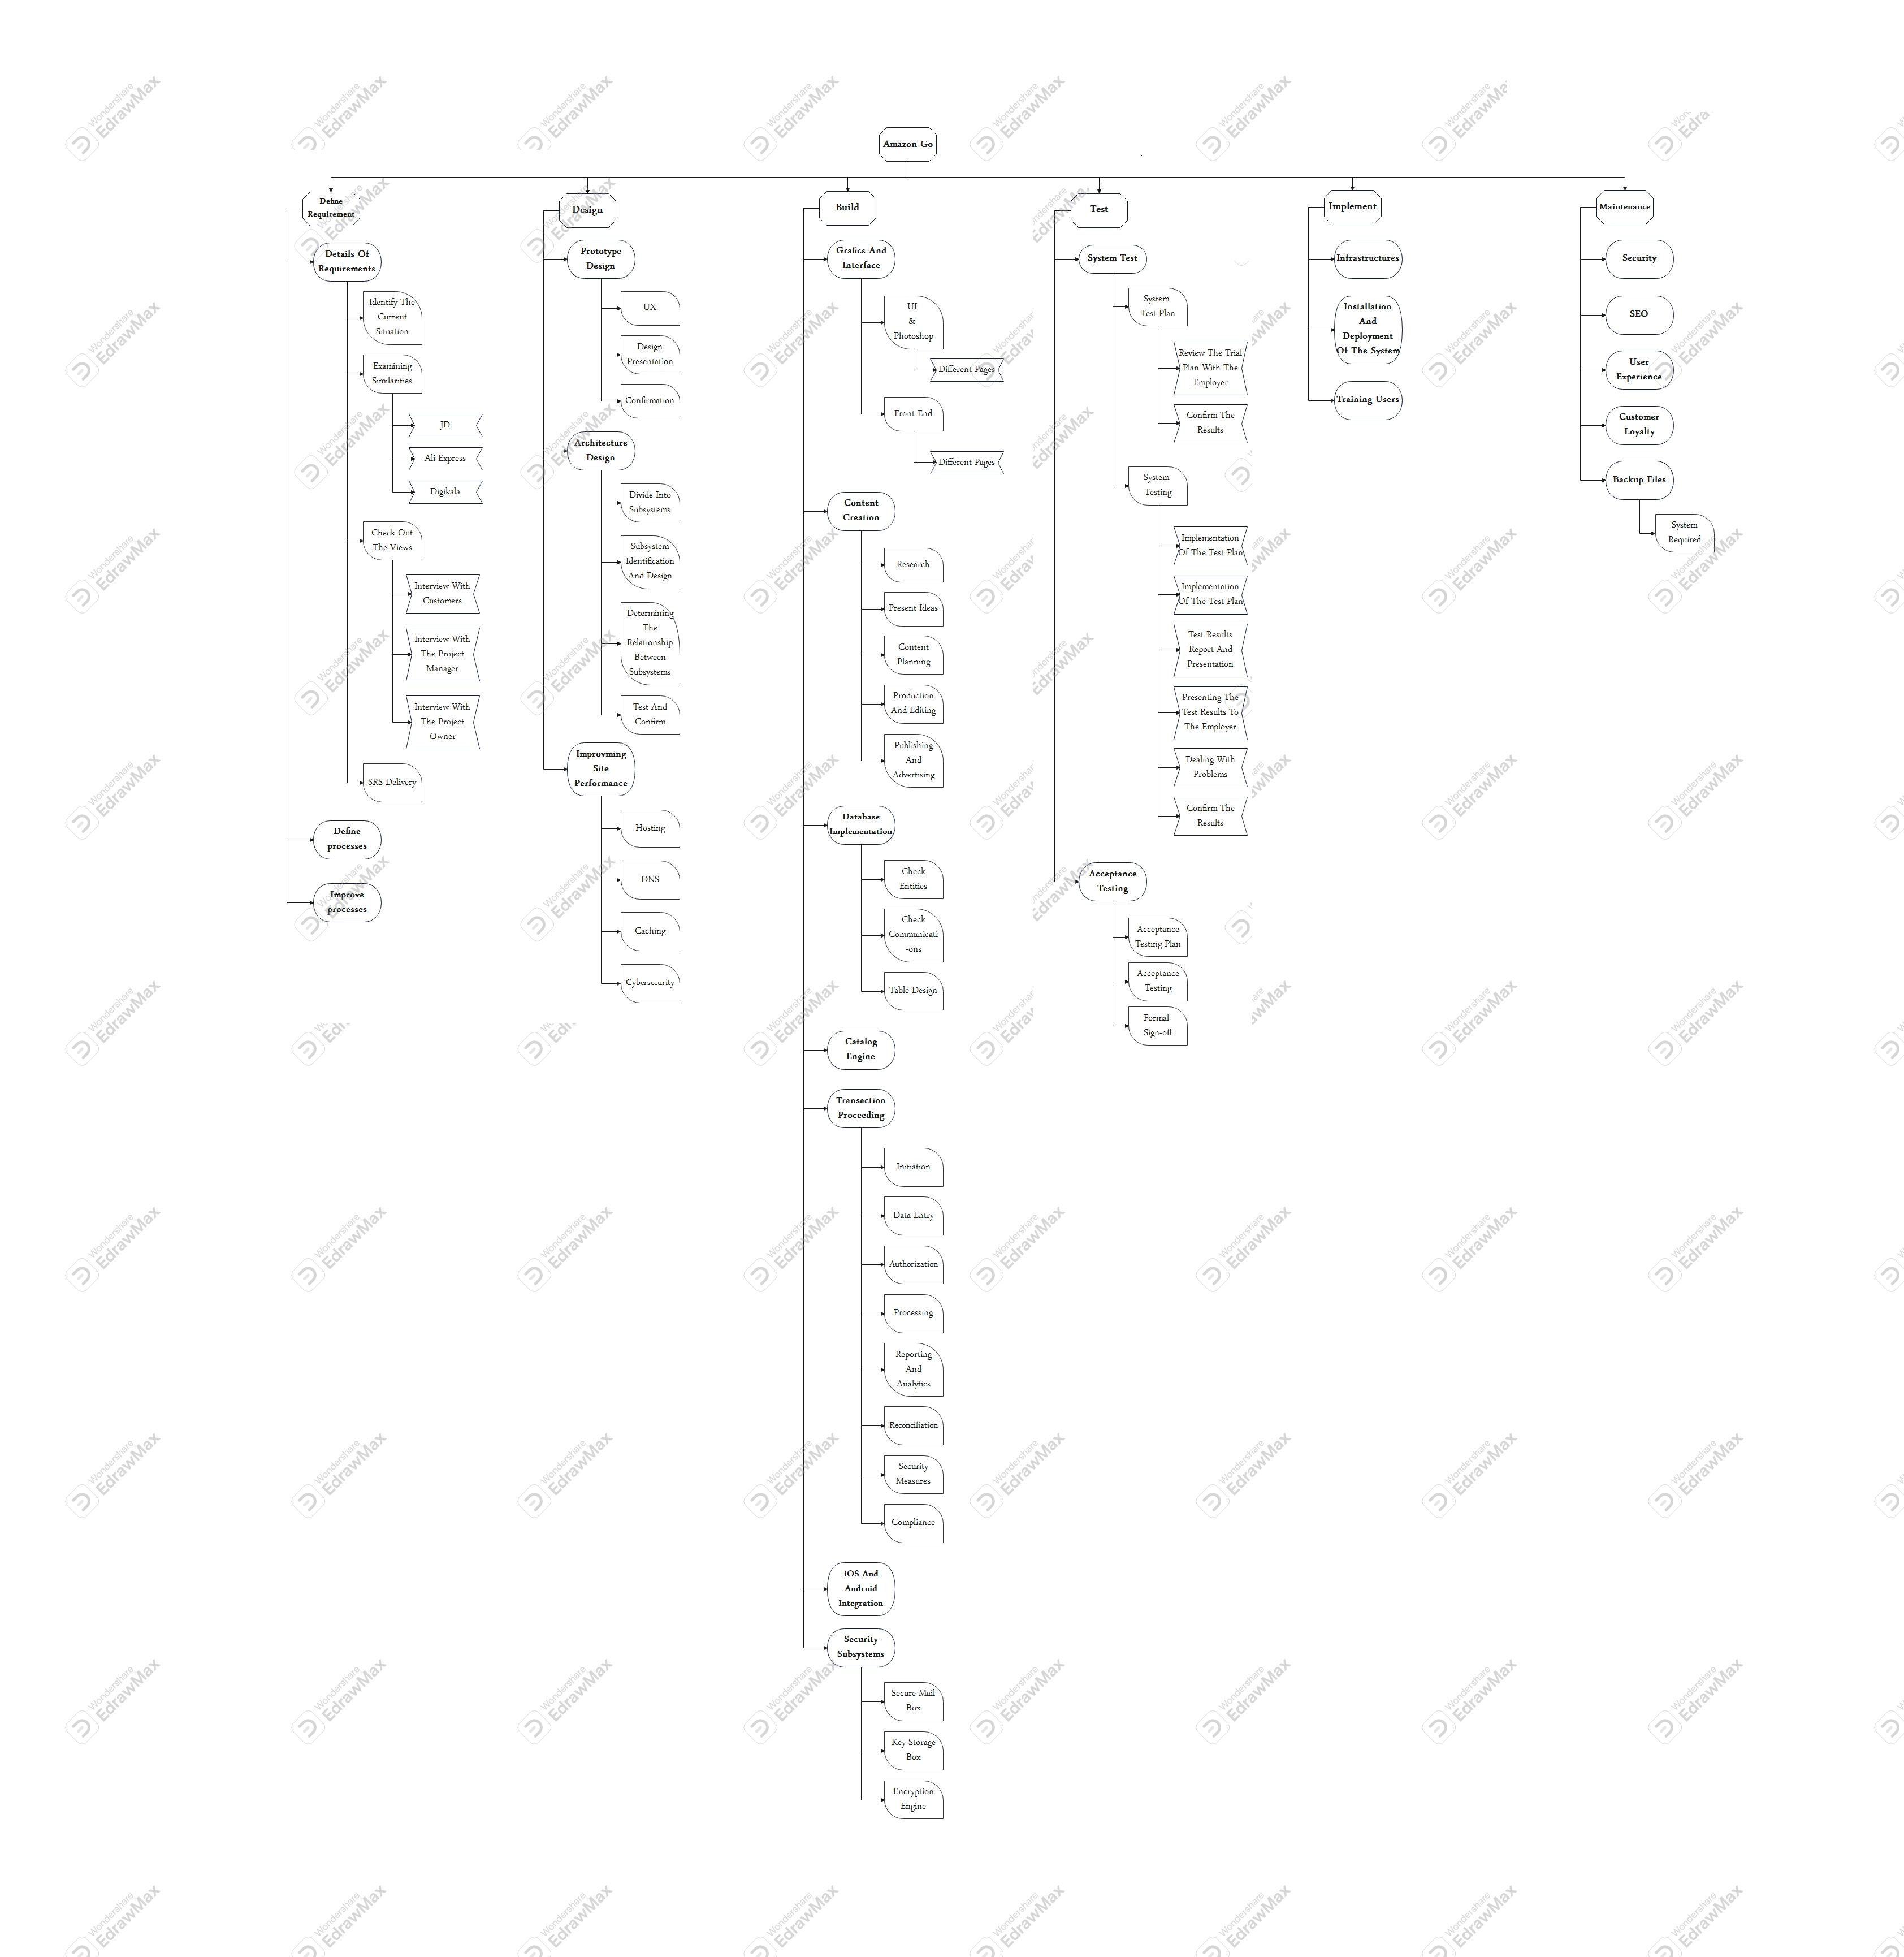 Amazon Go
Define
Requirement
Details Of
Requirements
Identify The
Current
Situation
Examining
Similarities
JD
Ali Express
Digikala
Check Out
The Views
Interview With
Customers
Interview With
The Project
Manager
Interview With
The Project
Owner
SRS Delivery
Define
processes
Improve
processes
Design
Prototype
Design
UX
Design
Presentation
Confirmation
Architecture
Design
Divide Into
Subsystems
Subsystem
Identification
And Design
Determining
The
Relationship
Between
Subsystems
Test And
Confirm
Improvming
Site
Performance
Hosting
DNS
Caching
Cybersecurity
Build
Grafics And
Interface
UI
&
Photoshop
Different Pages
Front End
Different Pages
Content
Creation
Research
Present Ideas
Content
Planning
Production
And Editing
Publishing
And
Advertising
Database
Implementation
Check
Entities
Check
Communicati
-ons
Table Design
Catalog
Engine
Transaction
Proceeding
Initiation
Data Entry
Authorization
Processing
Reporting
And
Analytics
Reconciliation
Security
Measures
Compliance
IOS And
Android
Integration
Security
Subsystems
Secure Mail
Box
Key Storage
Box
Encryption
Engine
Test
System Test
System
Test Plan
Review The Trial
Plan With The
Employer
Confirm The
Results
System
Testing
Implementation
Of The Test Plan
Implementation
Of The Test Plan
Test Results
Report And
Presentation
Presenting The
Test Results To
The Employer
Dealing With
Problems
Confirm The
Results
Acceptance
Testing
Acceptance
Testing Plan
Acceptance
Testing
Formal
Sign-off
Implement
Infrastructures
Installation
And
Deployment
Of The System
Training Users
Maintenance
Security
SEO
User
Experience
Customer
Loyalty
Backup Files
System
Required
Wondershare
EdrawMax